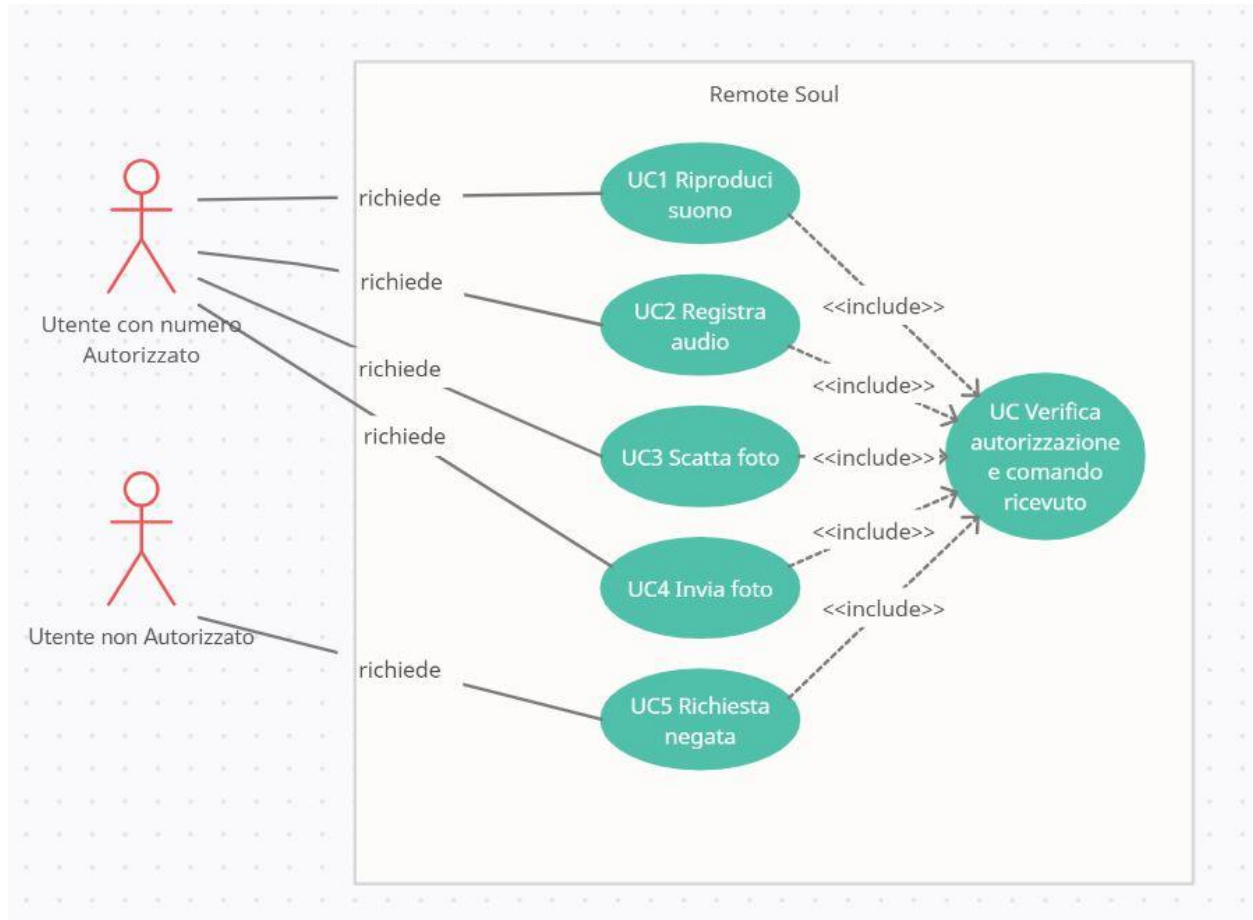 Remote Soul
richiede
UC1 Riproduci
suono
<<include>>
Utente con numero
Autorizzato
richiede
UC2 Registra
audio
<<include>>
richiede
UC3 Scatta foto
<<include>>
UC Verifica
autorizzazione
e comando
ricevuto
richiede
UC4 Invia foto
<<include>>
Utente non Autorizzato
richiede
UC5 Richiesta
negata
<<include>>